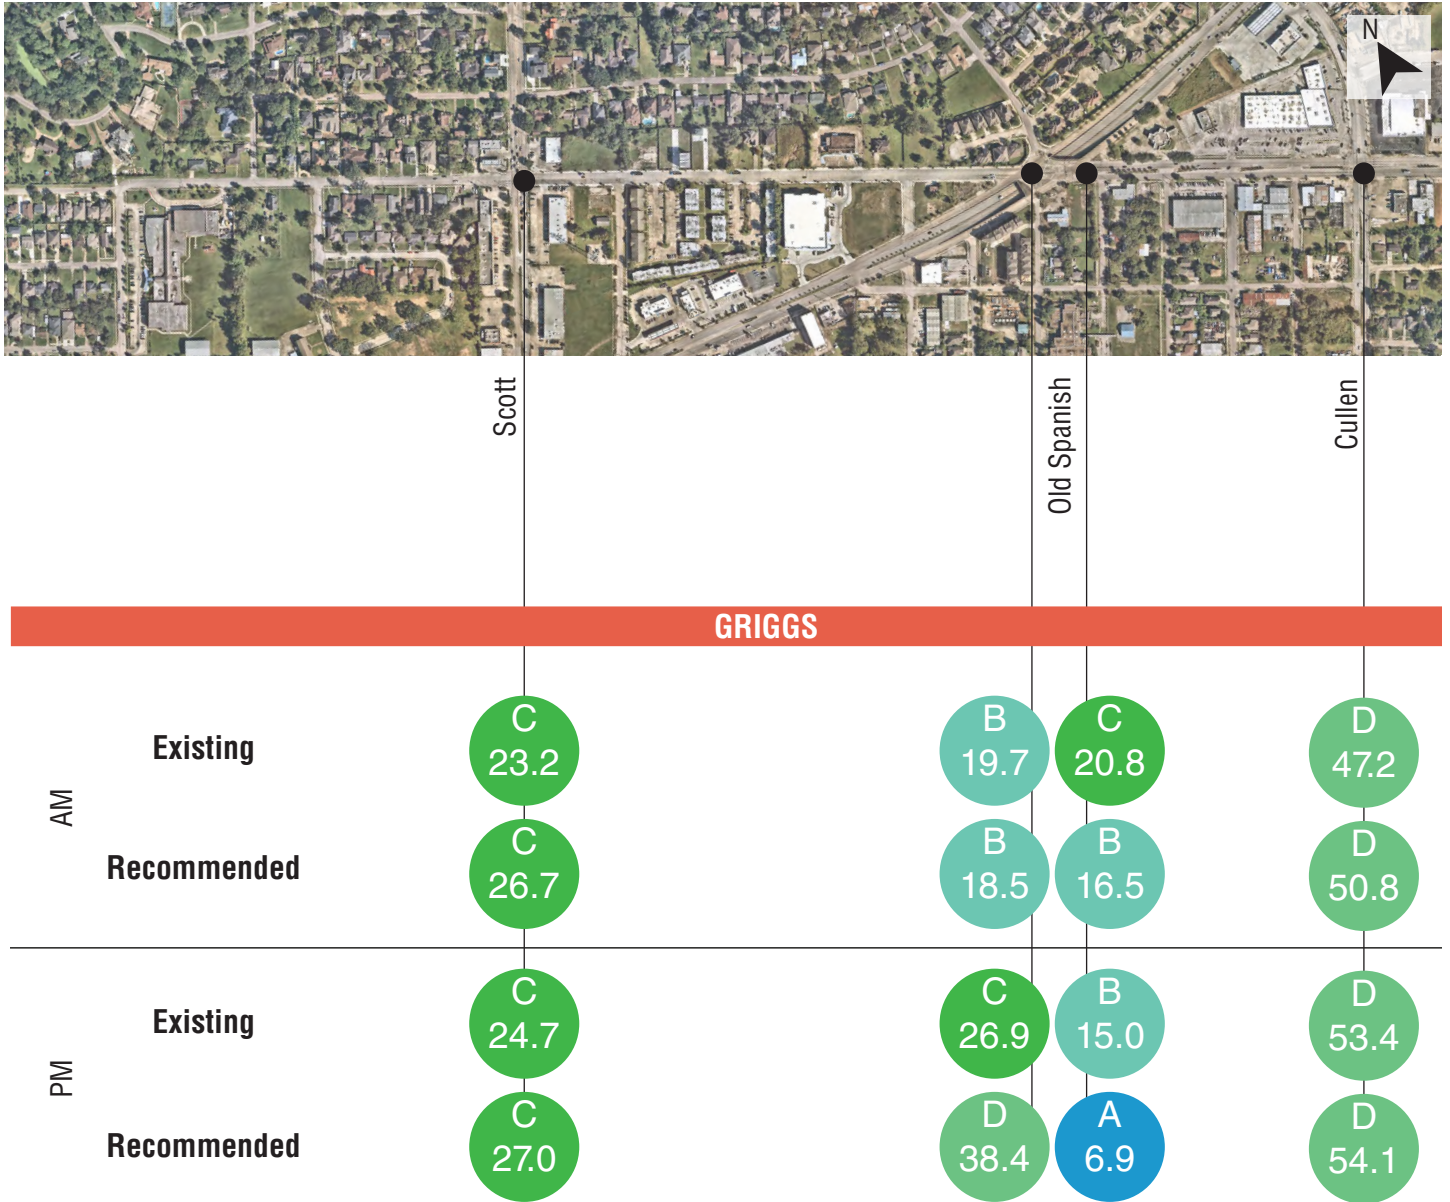 N
Scott
Old Spanish
Cullen
GRIGGS
AM
Existing
C
23.2
B
19.7
C
20.8
D
47.2
Recommended
C
26.7
B
18.5
B
16.5
D
50.8
PM
Existing
C
24.7
C
26.9
B
15.0
D
53.4
Recommended
C
27.0
D
38.4
A
6.9
D
54.1